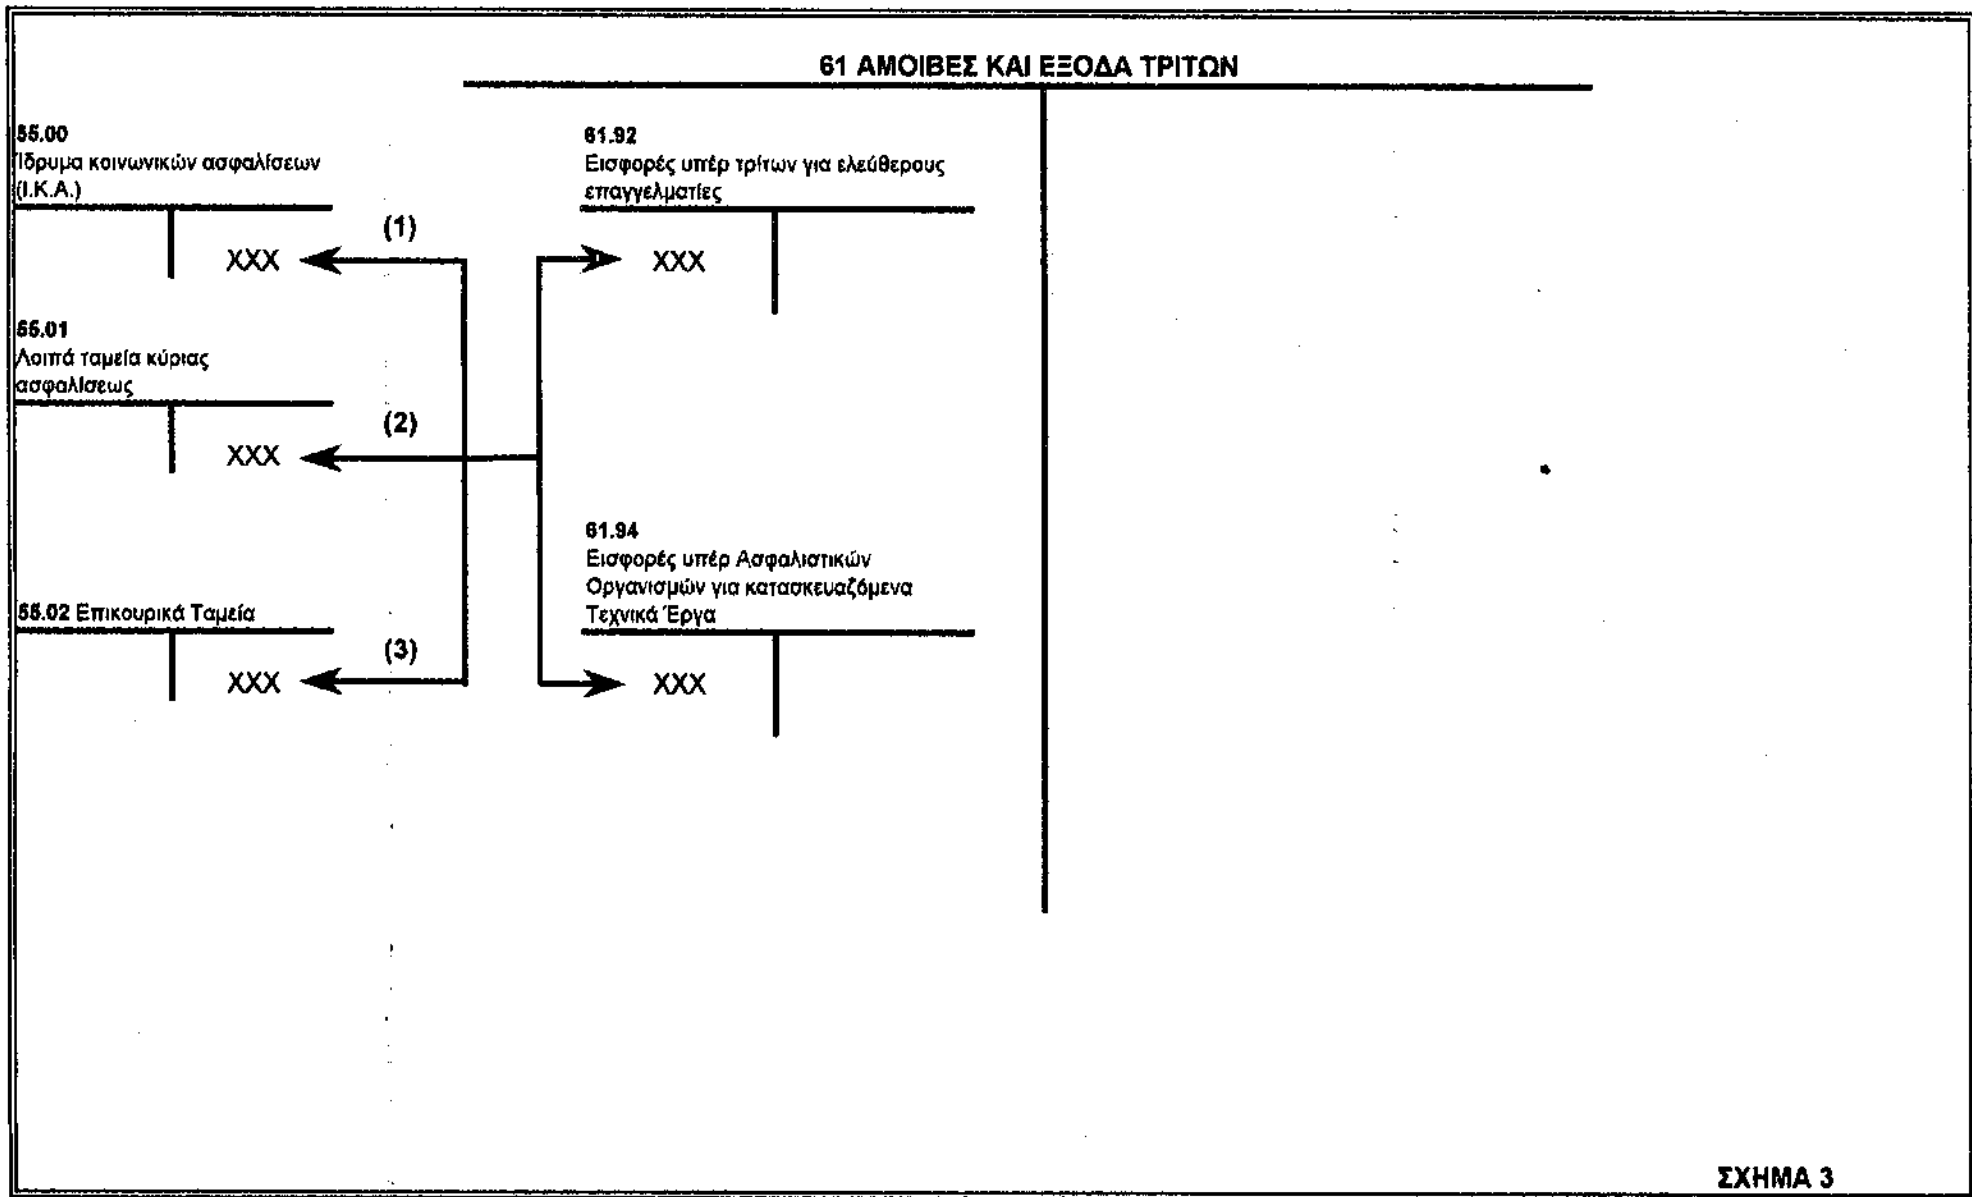 61 ΑΜΟΙΒΕΣ ΚΑΙ ΕΞΟΔΑ ΤΡΙΤΩΝ
55.00
Ίδρυμα κοινωνικών ασφαλίσεων
(Ι.Κ.Α.)
XXX
(1)
61.92
Εισφορές υπέρ τρίτων για ελεύθερους
επαγγελματίες
XXX
55.01
Λοιπά ταμεία κύριας
ασφαλίσεως
XXX
(2)
61.94
Εισφορές υπέρ Ασφαλιστικών
Οργανισμών για κατασκευαζόμενα
Τεχνικά Έργα
XXX
55.02 Επικουρικά Ταμεία
XXX
(3)
ΣΧΗΜΑ 3